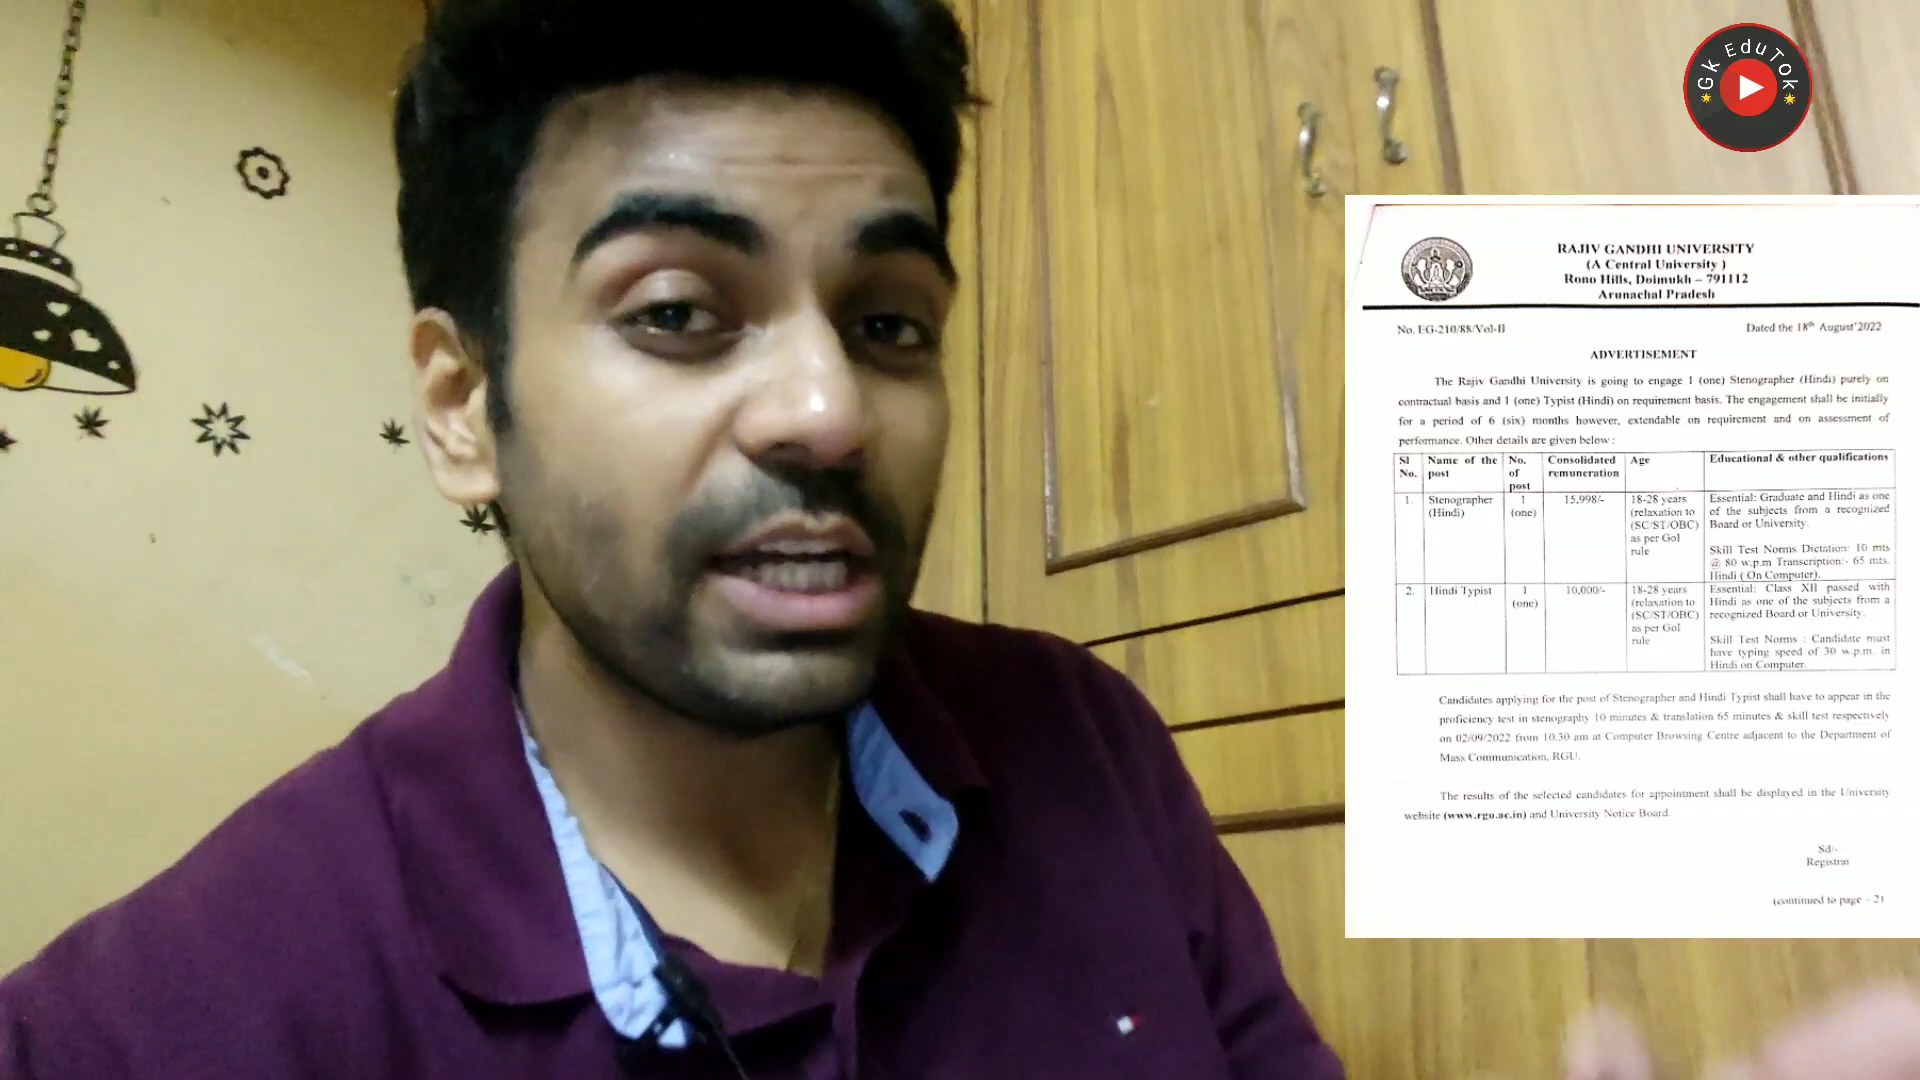 Gk EduTok
RAJIV GANDHI UNIVERSITY
(A Central University )
Rono Hills, Doimukh – 791112
Arunachal Pradesh
No. EG-210/88/Vol-II
Dated the 18th August'2022
ADVERTISEMENT
The Rajiv Gandhi University is going to engage 1 (one) Stenographer (Hindi) purely on
contractual basis and 1 (one) Typist (Hindi) on requirement basis. The engagement shall be initially
for a period of 6 (six) months however, extendable on requirement and on assessment of
performance. Other details are given below :
Sl No. Name of the post No. of post Consolidated remuneration Age Educational & other qualifications
1. Stenographer (Hindi) 1 (one) 15,998/- 18-28 years (relaxation to (SC/ST/OBC) as per GoI rule
Essential: Graduate and Hindi as one
of the subjects from a recognized
Board or University.
Skill Test Norms Dictation: 10 mts
@ 80 w.p.m Transcription:- 65 mts.
Hindi ( On Computer).
2. Hindi Typist 1 (one) 10,000/- 18-28 years (relaxation to (SC/ST/OBC) as per GoI rule
Essential: Class XII passed with
Hindi as one of the subjects from a
recognized Board or University.
Skill Test Norms : Candidate must
have typing speed of 30 w.p.m. in
Hindi on Computer.
Candidates applying for the post of Stenographer and Hindi Typist shall have to appear in the
proficiency test in stenography 10 minutes & translation 65 minutes & skill test respectively
on 02/09/2022 from 10.30 am at Computer Browsing Centre adjacent to the Department of
Mass Communication, RGU.
The results of the selected candidates for appointment shall be displayed in the University
website (www.rgu.ac.in) and University Notice Board.
Sd/-
Registrar
(continued to page - 2)